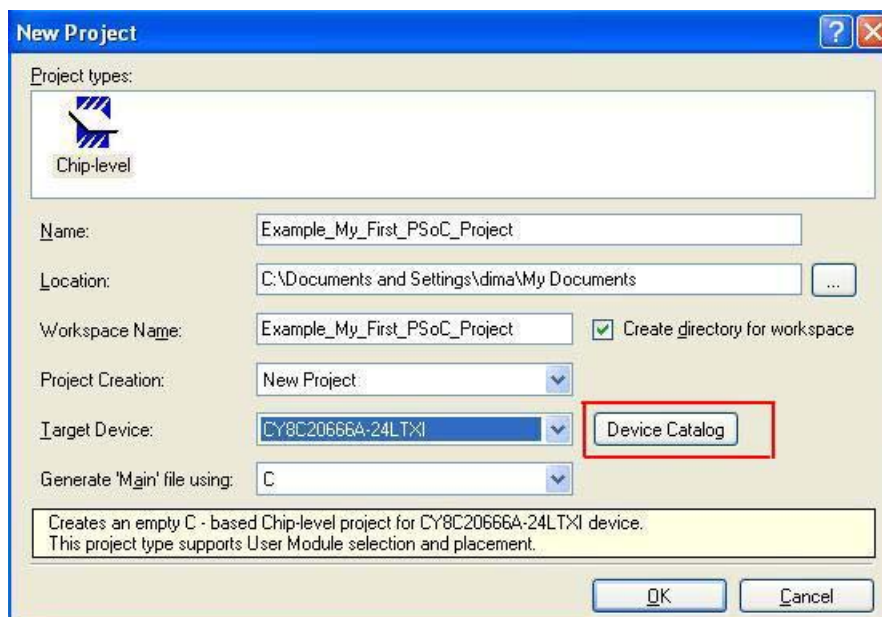 New Project
Project types:
Chip-level
Name: Example_My_First_PSoC_Project
Location: C:\Documents and Settings\dima\My Documents ...
Workspace Name: Example_My_First_PSoC_Project Create directory for workspace
Project Creation: New Project
Target Device: CY8C20666A-24LTXI Device Catalog
Generate 'Main' file using: C
Creates an empty C - based Chip-level project for CY8C20666A-24LTXI device.
This project type supports User Module selection and placement.
OK Cancel